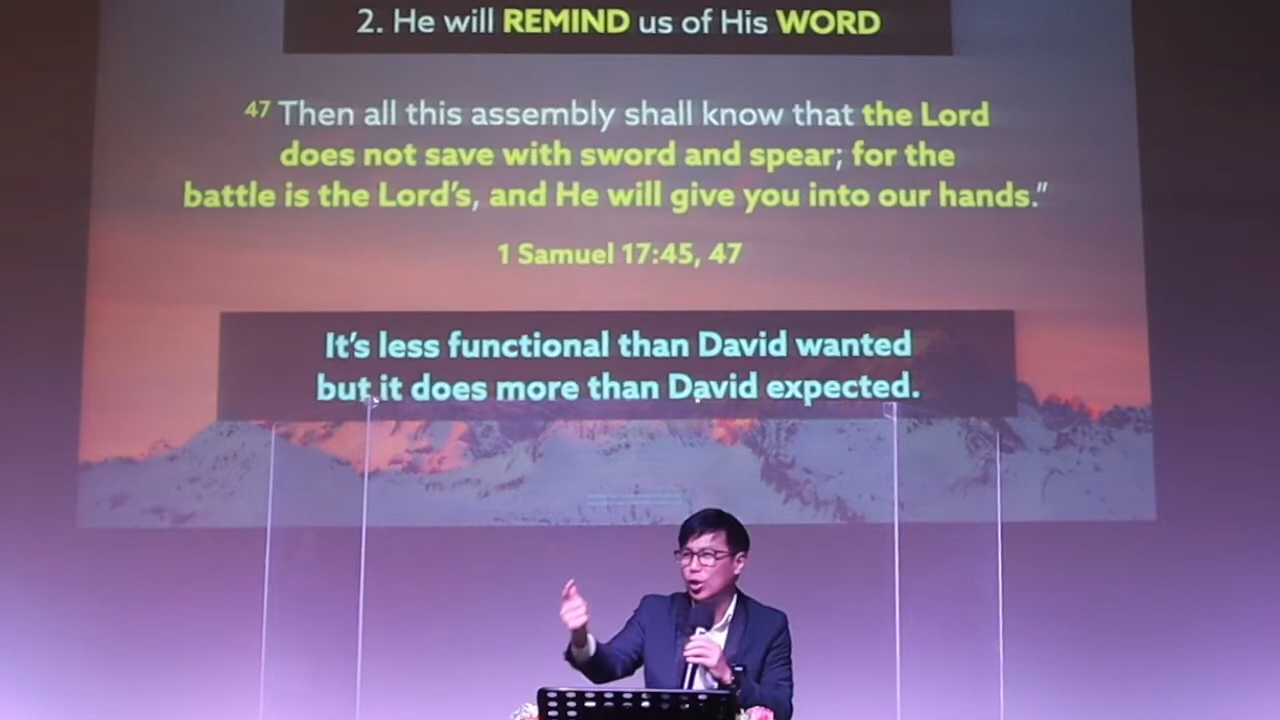 2. He will REMIND us of His WORD
47 Then all this assembly shall know that the Lord
does not save with sword and spear; for the
battle is the Lord's, and He will give you into our hands.”
1 Samuel 17:45, 47
It's less functional than David wanted
but it does more than David expected.